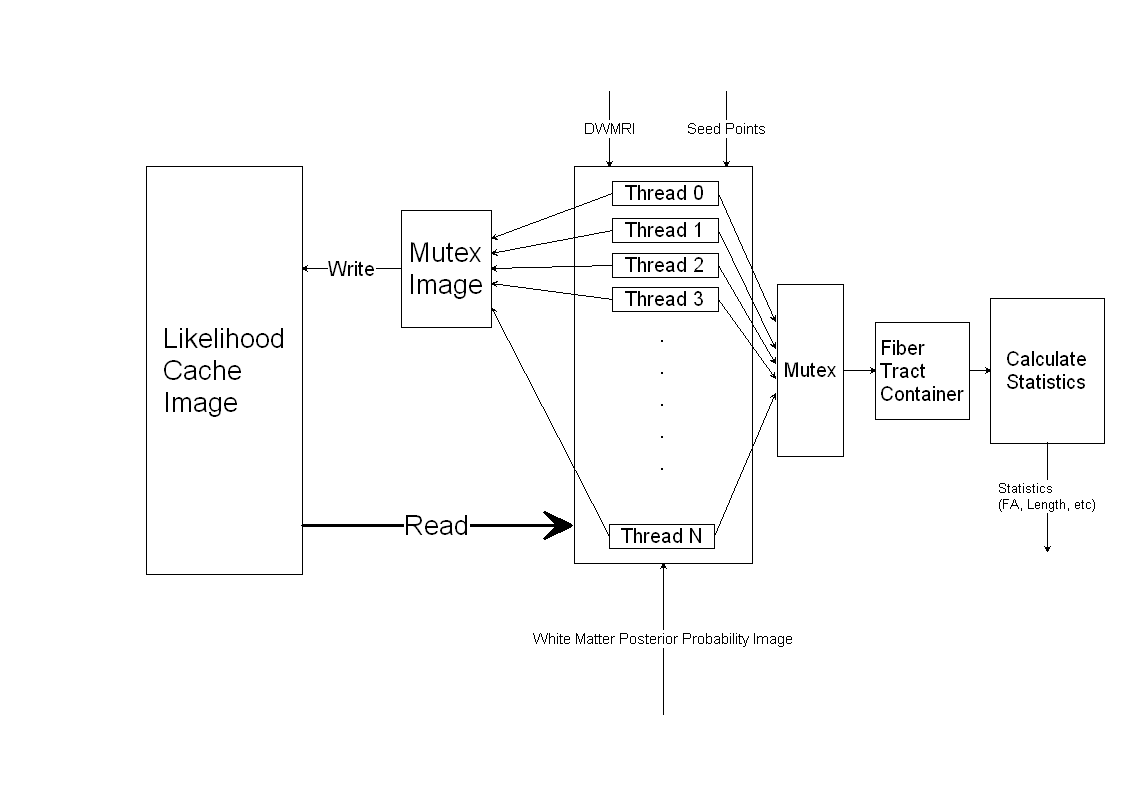 DWMRI
Seed Points
Thread 0
Thread 1
Thread 2
Thread 3
.
.
.
.
.
Thread N
Mutex
Image
Write
Likelihood
Cache
Image
Read
Mutex
Fiber
Tract
Container
Calculate
Statistics
Statistics
(FA, Length, etc)
White Matter Posterior Probability Image